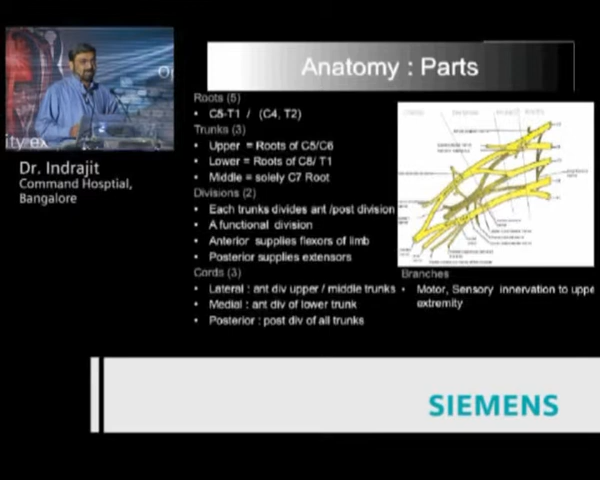 Anatomy : Parts
Roots (5)
• C5-T1 / (C4, T2)
Trunks (3)
• Upper = Roots of C5/C6
• Lower = Roots of C8/ T1
• Middle = solely C7 Root
Divisions (2)
• Each trunks divides ant /post division
• A functional division
• Anterior supplies flexors of limb
• Posterior supplies extensors
Cords (3)
• Lateral : ant div upper / middle trunks
• Medial : ant div of lower trunk
• Posterior : post div of all trunks
Branches
• Motor, Sensory innervation to uppe
extremity
ity ex
Dr. Indrajit
Command Hosptial,
Bangalore
SIEMENS